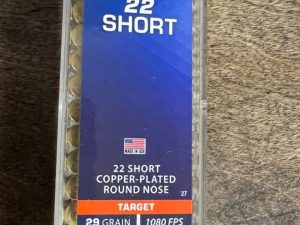 22
SHORT
MADE IN USA
22 SHORT
COPPER-PLATED
ROUND NOSE
27
TARGET
29 GRAIN 1080 FPS